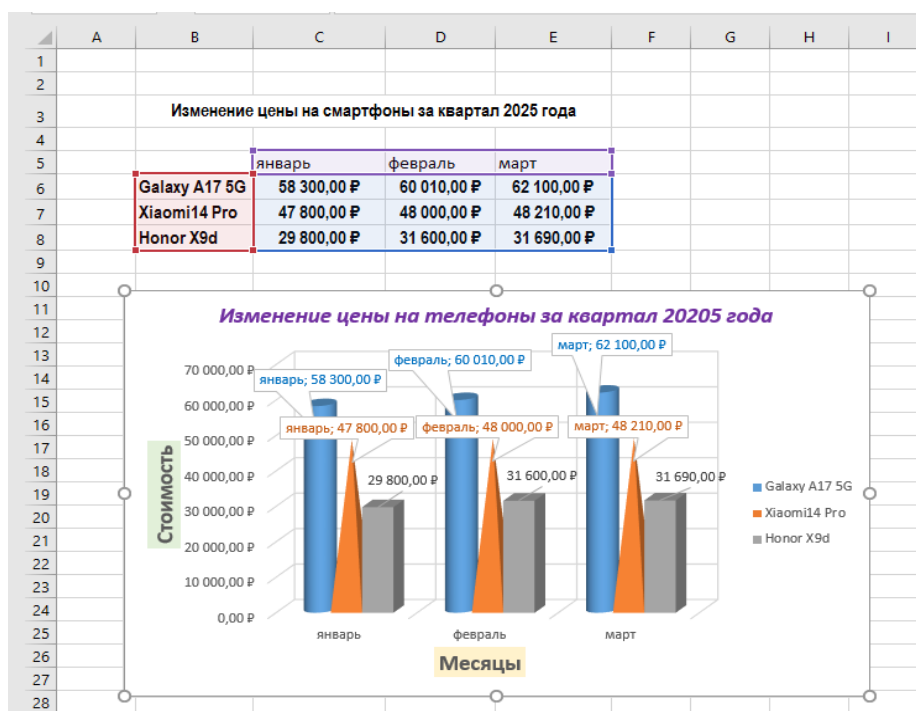 A B C D E F G H I
1
2
3 Изменение цены на смартфоны за квартал 2025 года
4
5 январь февраль март
6 Galaxy A17 5G 58 300,00 ₽ 60 010,00 ₽ 62 100,00 ₽
7 Xiaomi14 Pro 47 800,00 ₽ 48 000,00 ₽ 48 210,00 ₽
8 Honor X9d 29 800,00 ₽ 31 600,00 ₽ 31 690,00 ₽
9
10
11
12
13
14
15
16
17
18
19
20
21
22
23
24
25
26
27
28
Изменение цены на телефоны за квартал 20205 года
март; 62 100,00 ₽
февраль; 60 010,00 ₽
январь; 58 300,00 ₽
январь; 47 800,00 ₽ февраль; 48 000,00 ₽ март; 48 210,00 ₽
29 800,00 ₽ 31 600,00 ₽ 31 690,00 ₽
70 000,00 ₽
60 000,00 ₽
50 000,00 ₽
40 000,00 ₽
30 000,00 ₽
20 000,00 ₽
10 000,00 ₽
0,00 ₽
Стоимость
январь февраль март
Месяцы
Galaxy A17 5G
Xiaomi14 Pro
Honor X9d